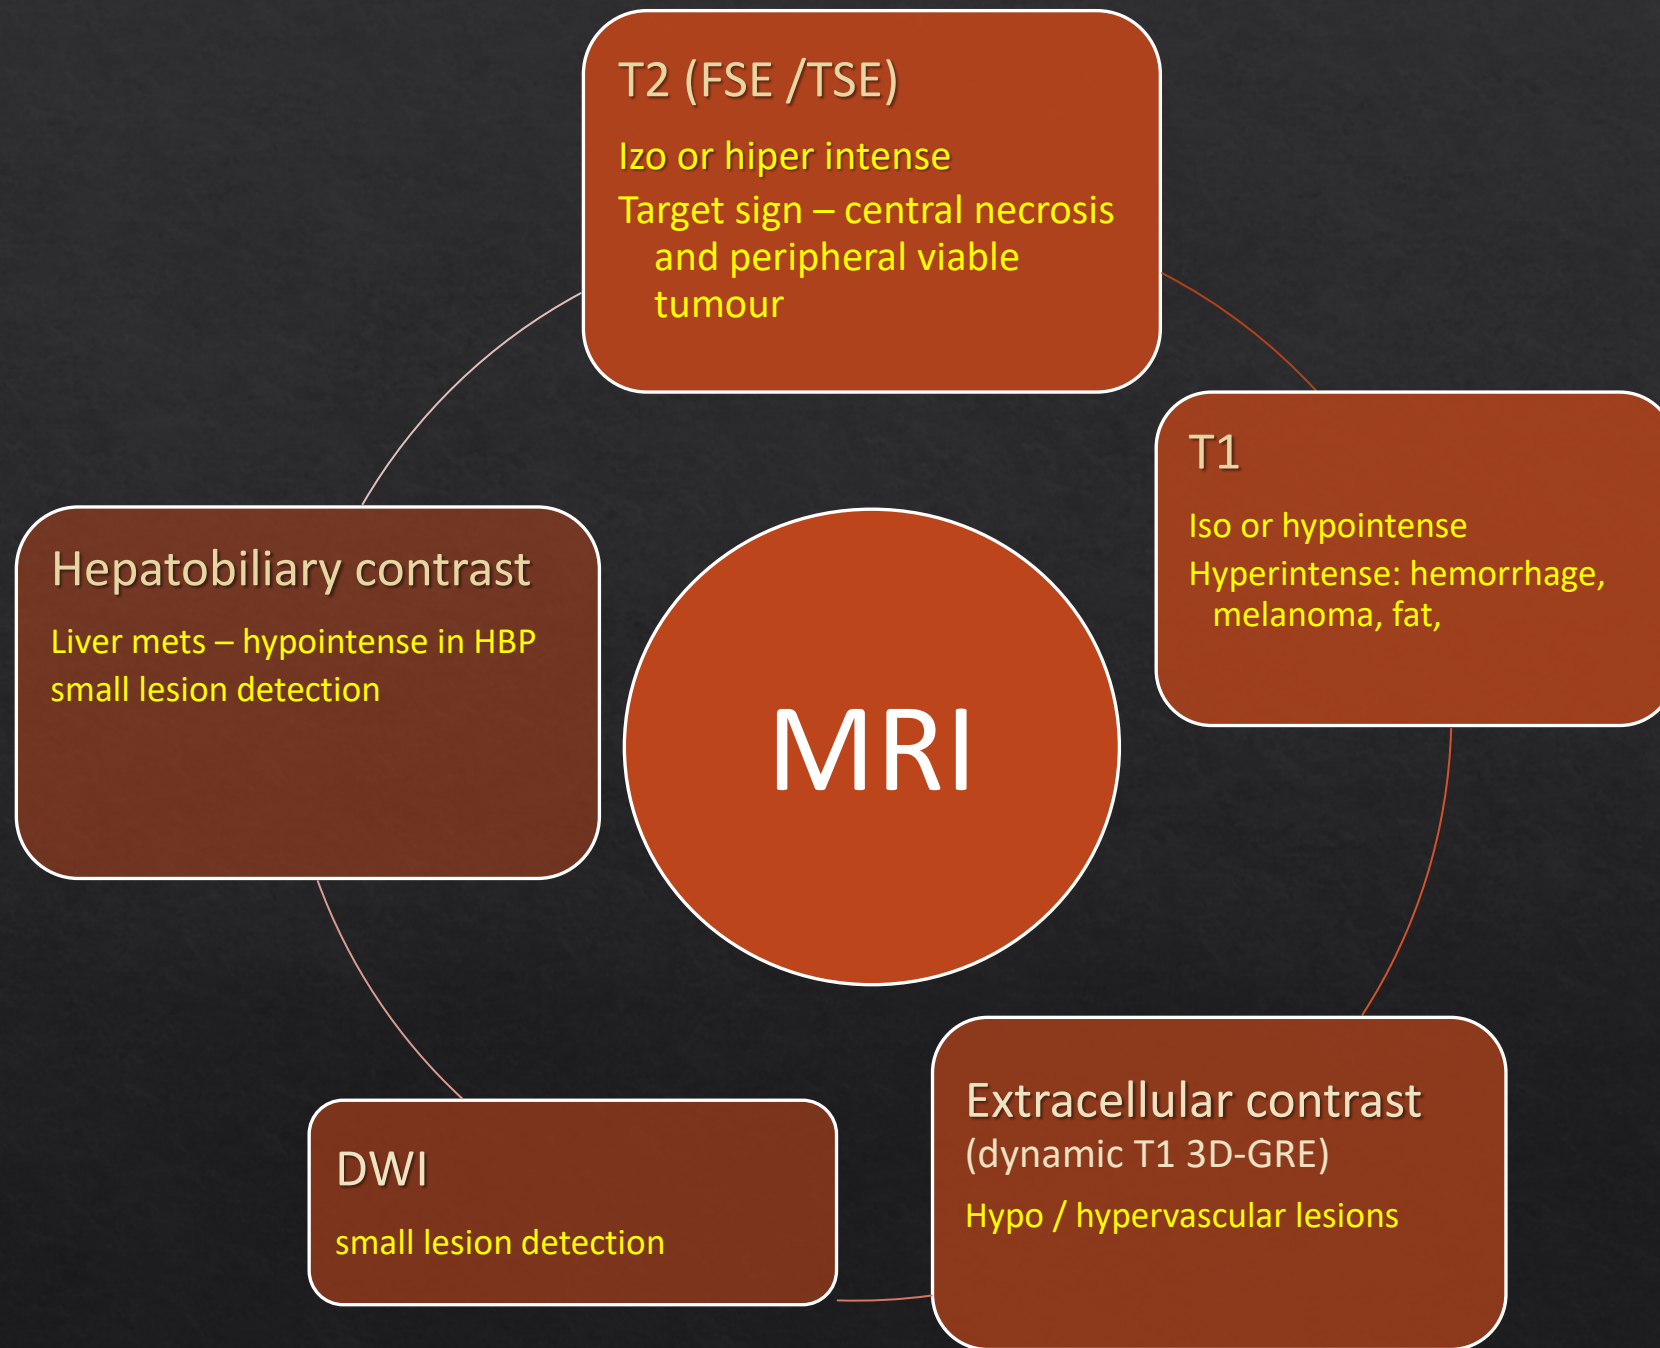 T2 (FSE /TSE)
Izo or hiper intense
Target sign – central necrosis
and peripheral viable
tumour
T1
Iso or hypointense
Hyperintense: hemorrhage,
melanoma, fat,
Hepatobiliary contrast
Liver mets – hypointense in HBP
small lesion detection
MRI
Extracellular contrast
(dynamic T1 3D-GRE)
Hypo / hypervascular lesions
DWI
small lesion detection